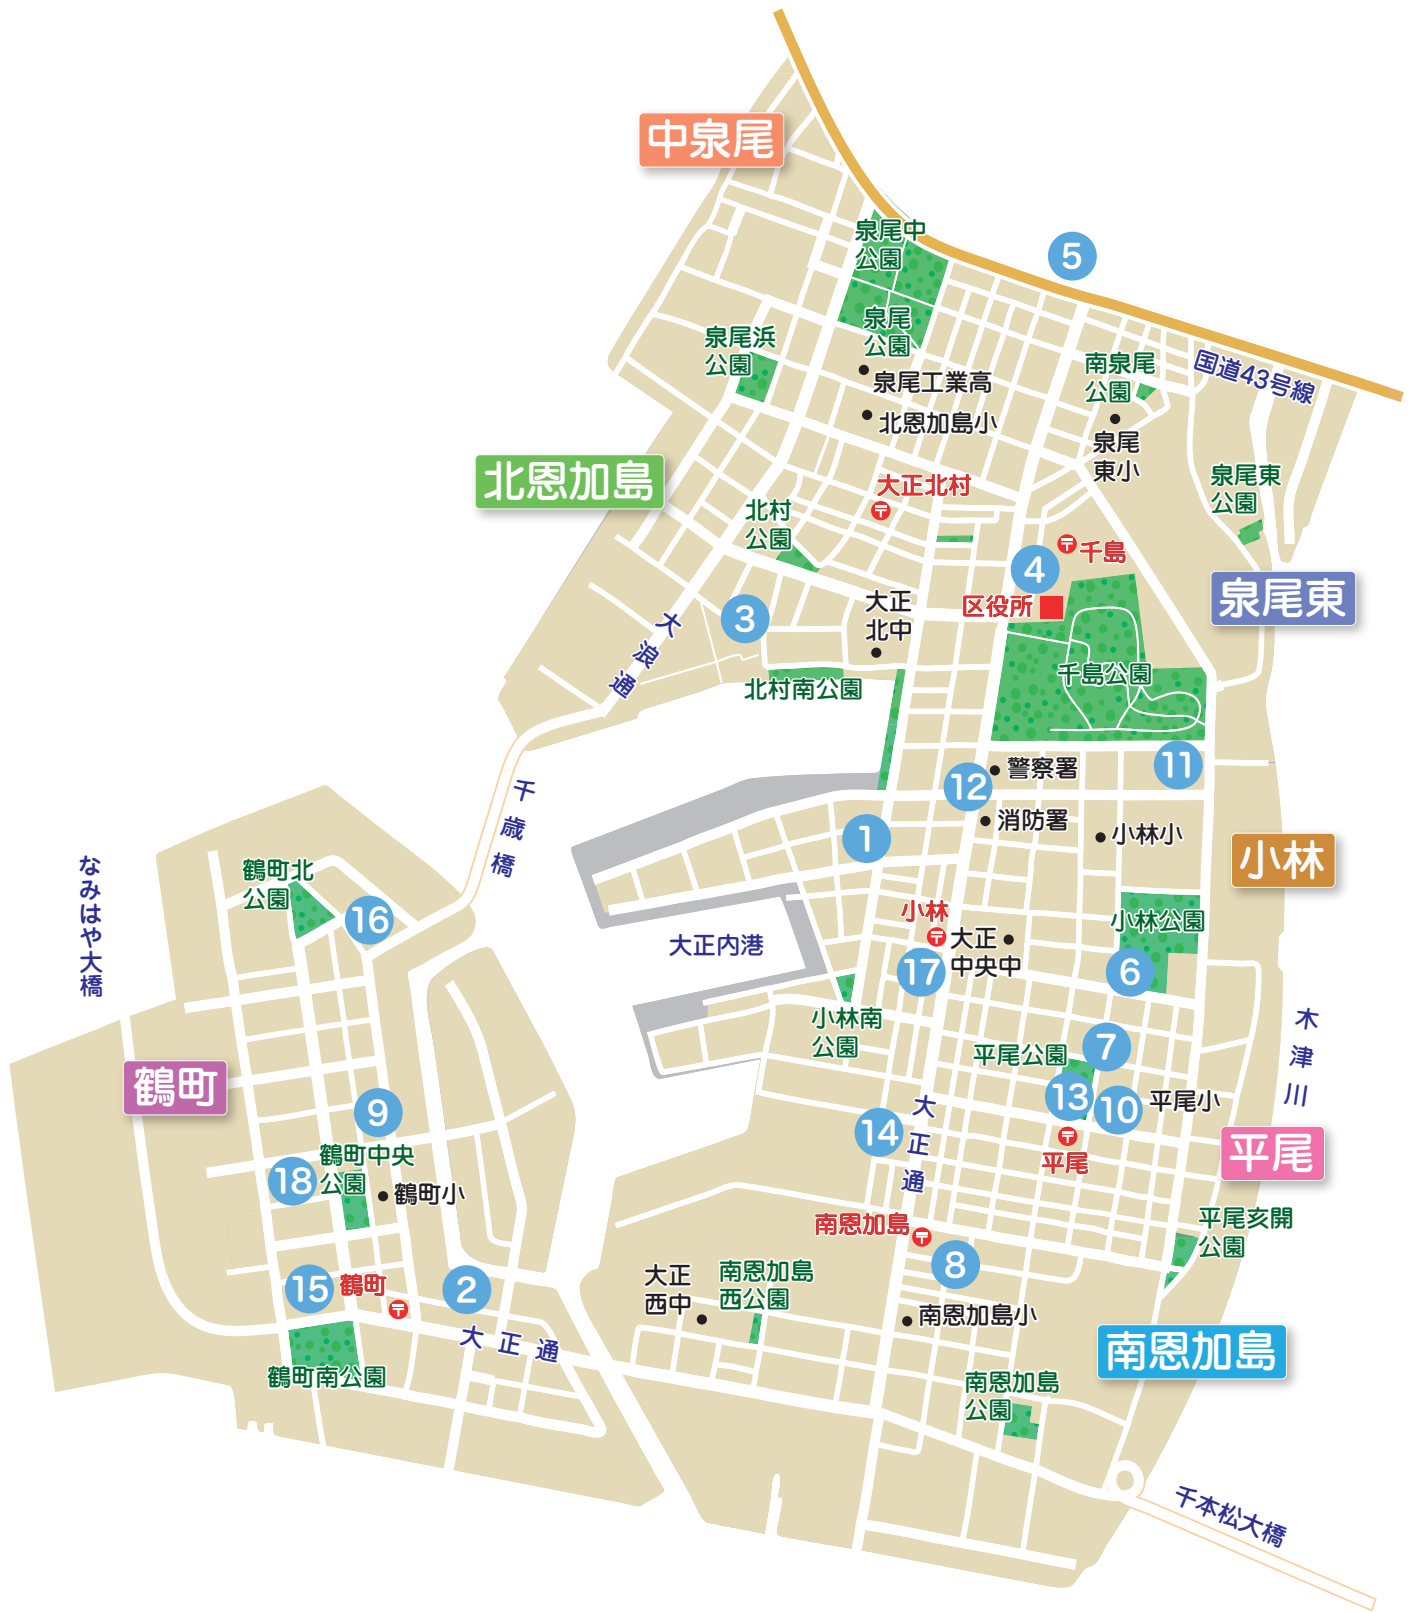 中泉尾
泉尾中
公園
5
泉尾
公園
泉尾浜
公園
国道43号線
南泉尾
公園
泉尾工業高
北恩加島小
泉尾
東小
北恩加島
大正北村
〒
泉尾東
公園
北村
公園
〒
千島
4
泉尾東
大正
北中
区役所
3
大浪通
千島公園
北村南公園
11
警察署
12
千歳橋
消防署
小林小
1
小林
なみはや大橋
鶴町北
公園
16
小林
〒
小林公園
大正内港
大正
中央中
17
6
小林南
公園
木津川
平尾公園
7
鶴町
13
10
平尾小
9
大正通
14
〒
平尾
平尾
鶴町中央
公園
18
鶴町小
南恩加島
〒
平尾亥開
公園
8
大正
西中
南恩加島
西公園
15
鶴町
〒
2
南恩加島小
大正通
南恩加島
鶴町南公園
南恩加島
公園
千本松大橋